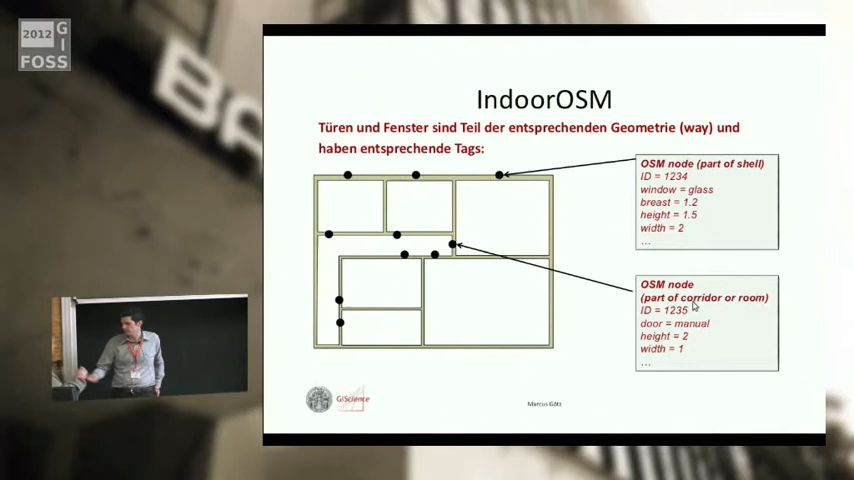 2012
G
I
FOSS
BA
IndoorOSM
Türen und Fenster sind Teil der entsprechenden Geometrie (way) und
haben entsprechende Tags:
OSM node (part of shell)
ID = 1234
window = glass
breast = 1.2
height = 1.5
width = 2
...
OSM node
(part of corridor or room)
ID = 1235
door = manual
height = 2
width = 1
...
GIScience
Marcus Götz